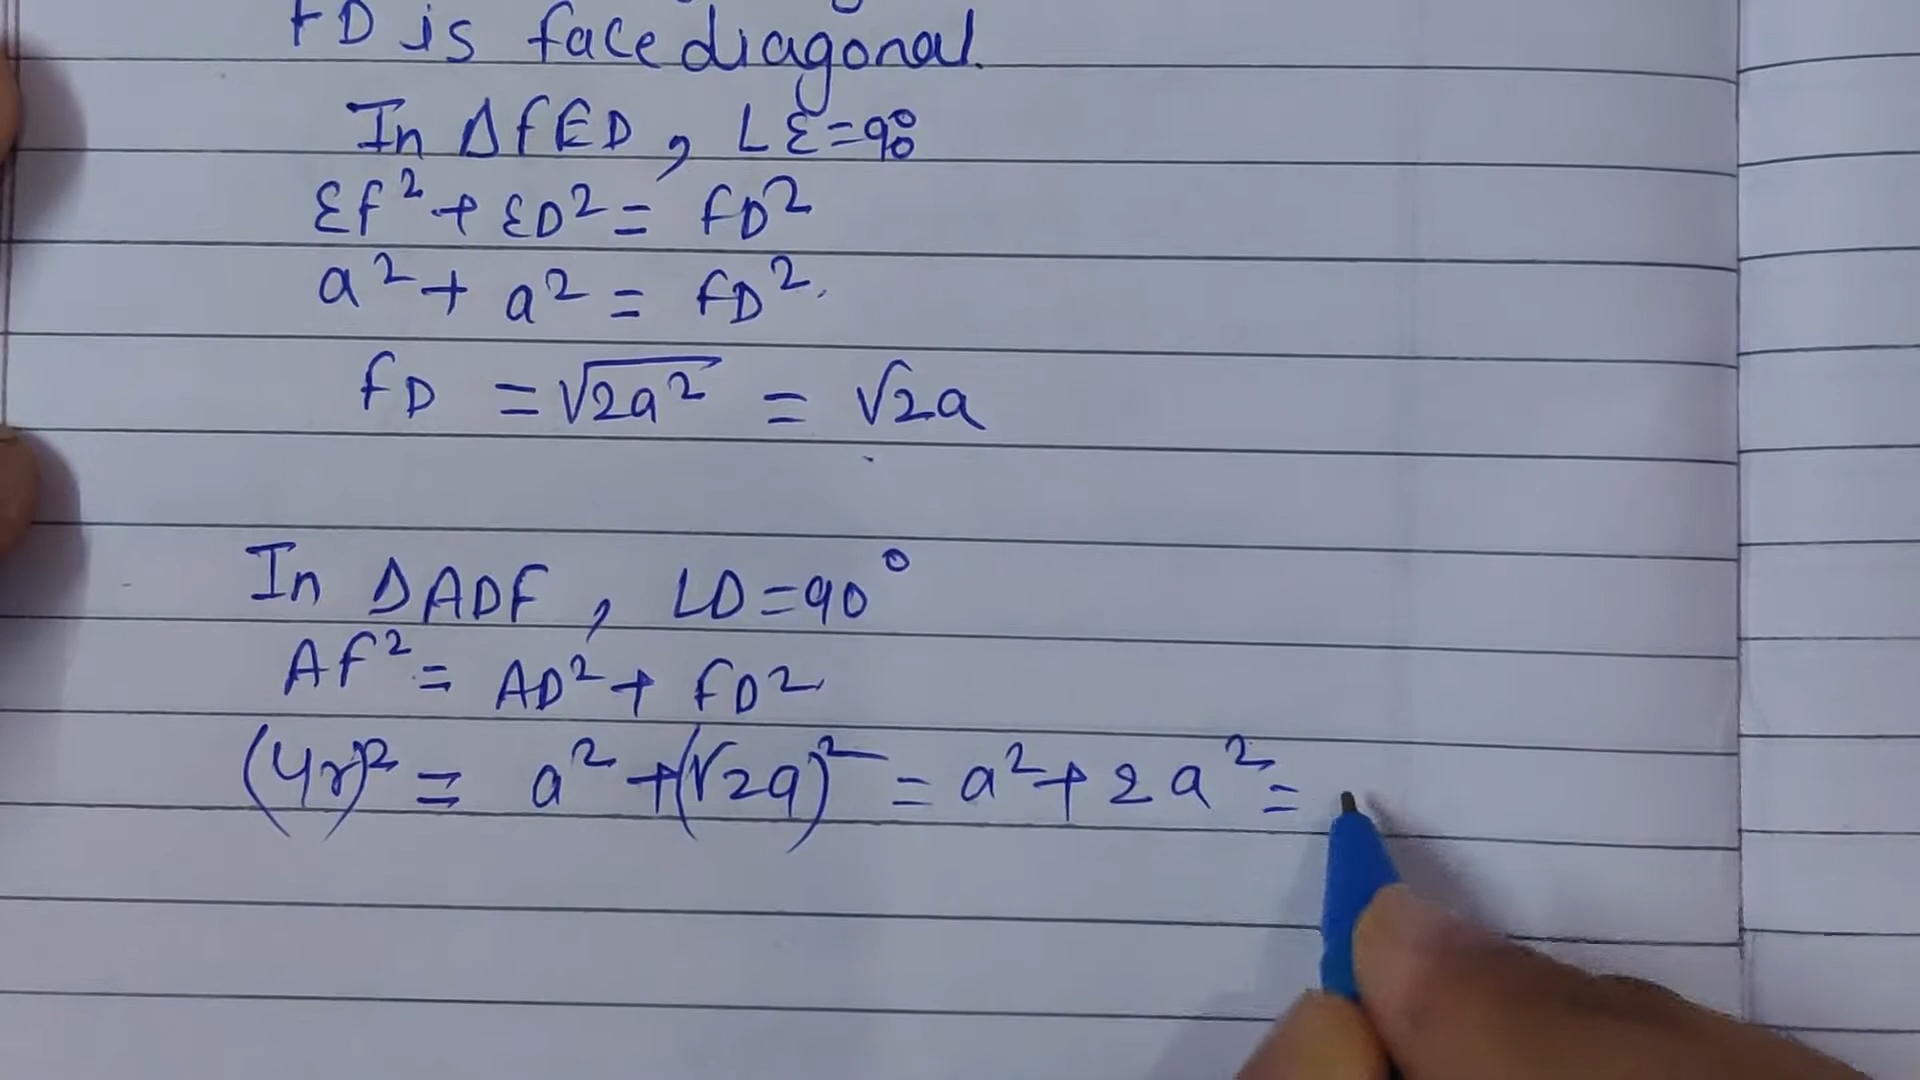 FD is face diagonal.
In ΔFED, ∠E=90°
EF²+ ED² = FD²
a² + a² = FD².
FD = √2a² = √2a
In ΔADF, ∠D=90°
AF² = AD² + FD²
(4r)² = a² + (√2a)² = a² + 2a² =